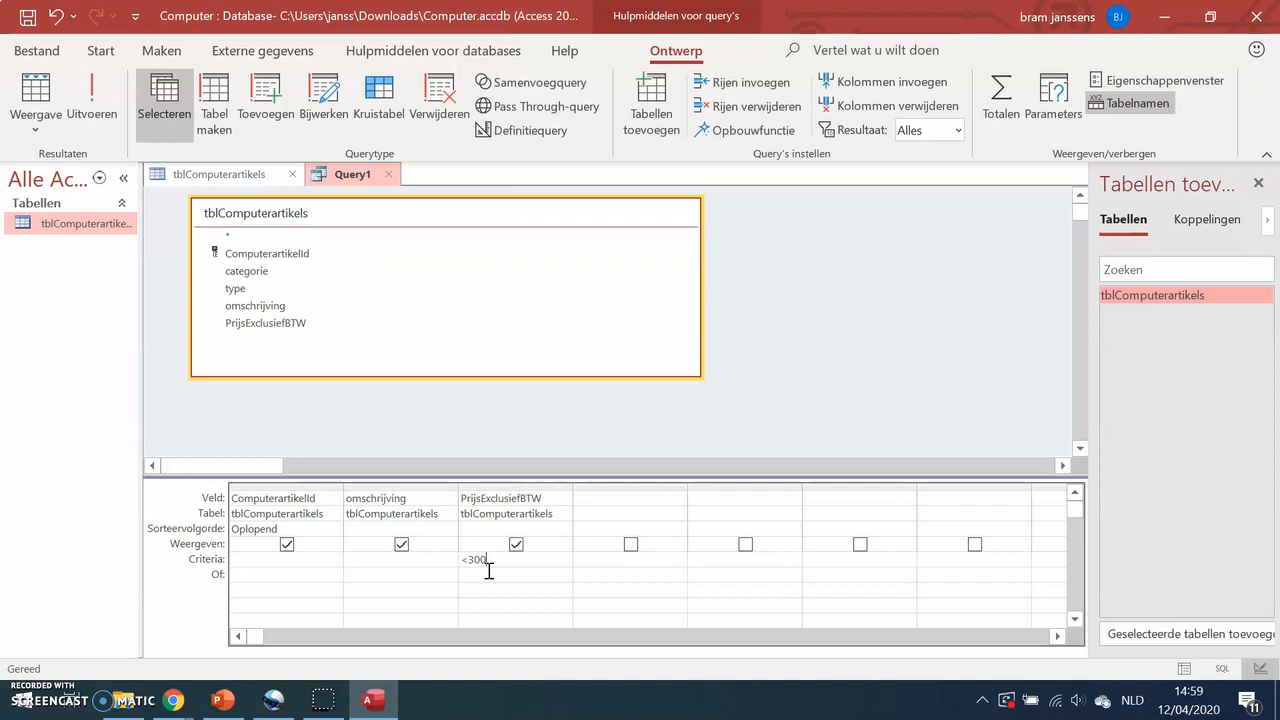 Computer : Database- C:\Users\janss\Downloads\Computer.accdb (Access 20...
Hulpmiddelen voor query's
bram janssens
BJ
Bestand
Start
Maken
Externe gegevens
Hulpmiddelen voor databases
Help
Ontwerp
Vertel wat u wilt doen
Weergave
Uitvoeren
Selecteren
Tabel
maken
Toevoegen
Bijwerken
Kruistabel
Verwijderen
Samenvoegquery
Pass Through-query
Definitiequery
Tabellen
toevoegen
Rijen invoegen
Rijen verwijderen
Opbouwfunctie
Kolommen invoegen
Kolommen verwijderen
Resultaat:
Alles
Totalen
Parameters
Eigenschappenvenster
XYZ
Tabelnamen
Resultaten
Querytype
Query's instellen
Weergeven/verbergen
Alle Ac...
Tabellen
tblComputerartike...
tblComputerartikels
Query1
tblComputerartikels
*
ComputerartikelId
categorie
type
omschrijving
PrijsExclusiefBTW
Veld: ComputerartikelId omschrijving PrijsExclusiefBTW
Tabel: tblComputerartikels tblComputerartikels tblComputerartikels
Sorteervolgorde: Oplopend
Weergeven:
Criteria: <300
Of:
Tabellen toev...
Tabellen
Koppelingen
Zoeken
tblComputerartikels
Geselecteerde tabellen toevoege
Gereed
SQL
RECORDED WITH
SCREENCAST MATIC
NLD
14:59
12/04/2020
11